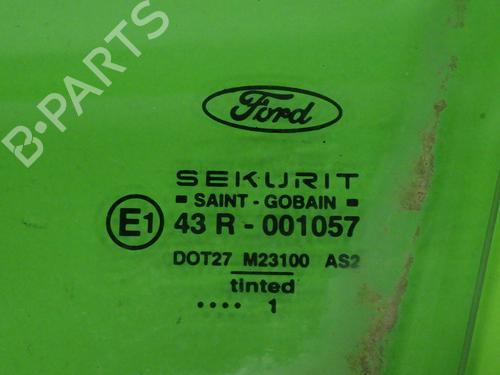 B-PARTS
Ford
SEKURIT
SAINT - GOBAIN
E1 43 R - 001057
DOT27 M23100 AS2
tinted
.... 1